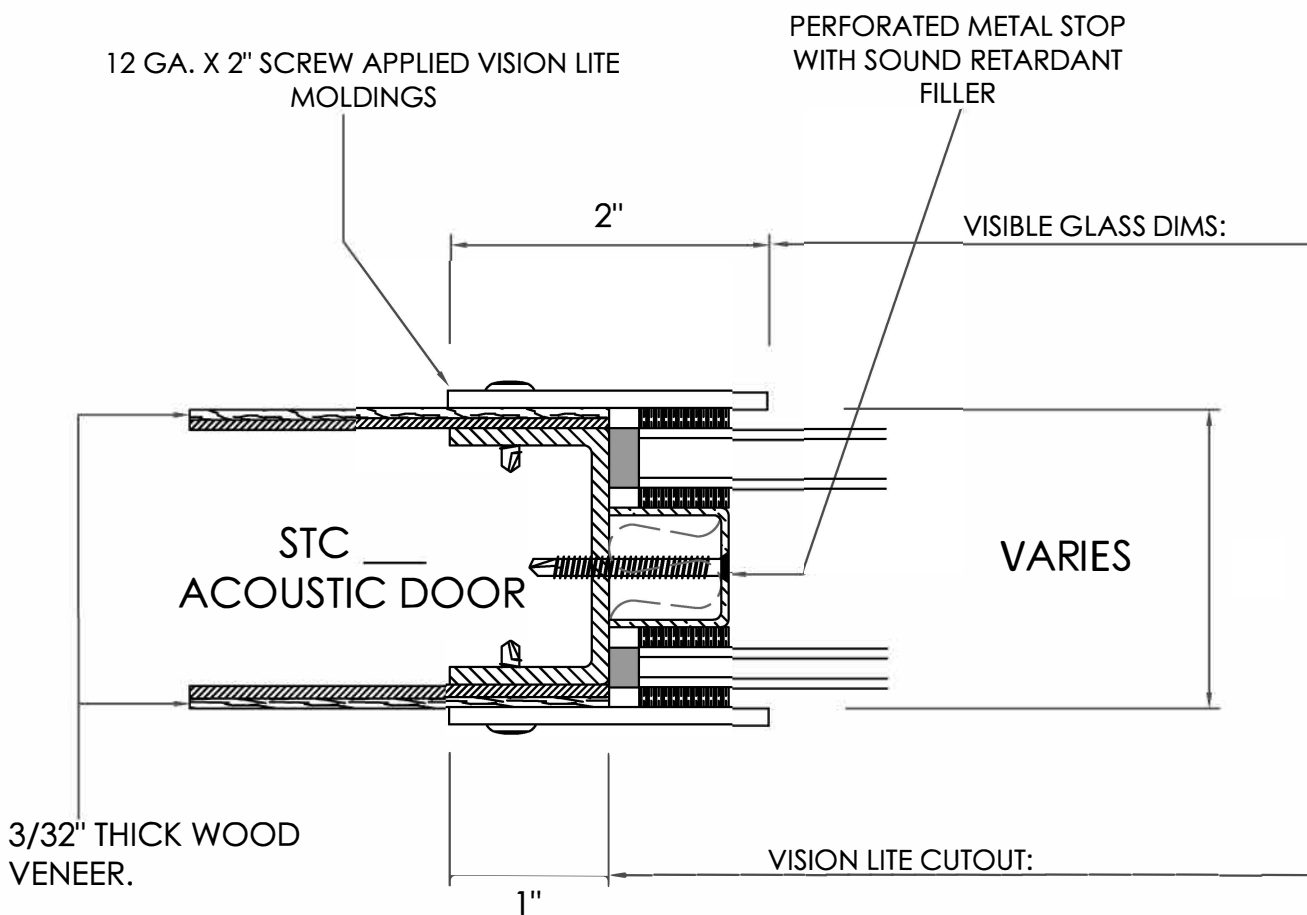 12 GA. X 2" SCREW APPLIED VISION LITE
MOLDINGS
PERFORATED METAL STOP
WITH SOUND RETARDANT
FILLER
2"
VISIBLE GLASS DIMS:
STC __
ACOUSTIC DOOR
VARIES
3/32" THICK WOOD
VENEER.
VISION LITE CUTOUT:
1"